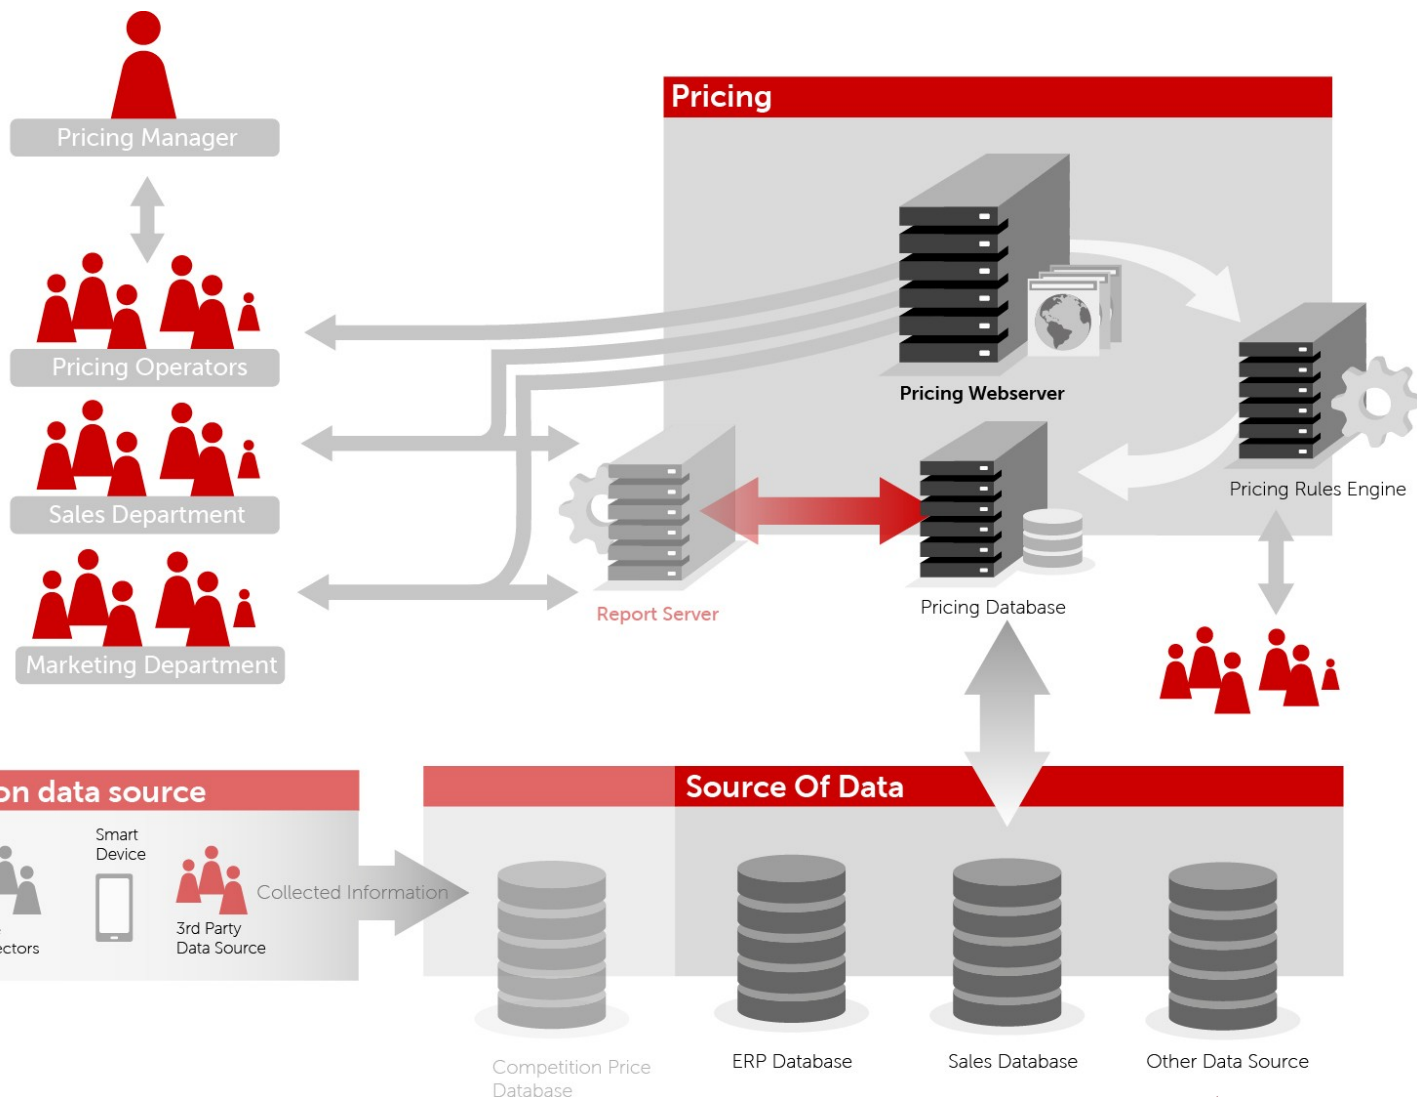 Pricing Manager
Pricing
Pricing Operators
Pricing Webserver
Sales Department
Pricing Rules Engine
Report Server
Pricing Database
Marketing Department
on data source
Source Of Data
Smart
Device
Collected Information
3rd Party
Data Source
ectors
Competition Price
Database
ERP Database
Sales Database
Other Data Source